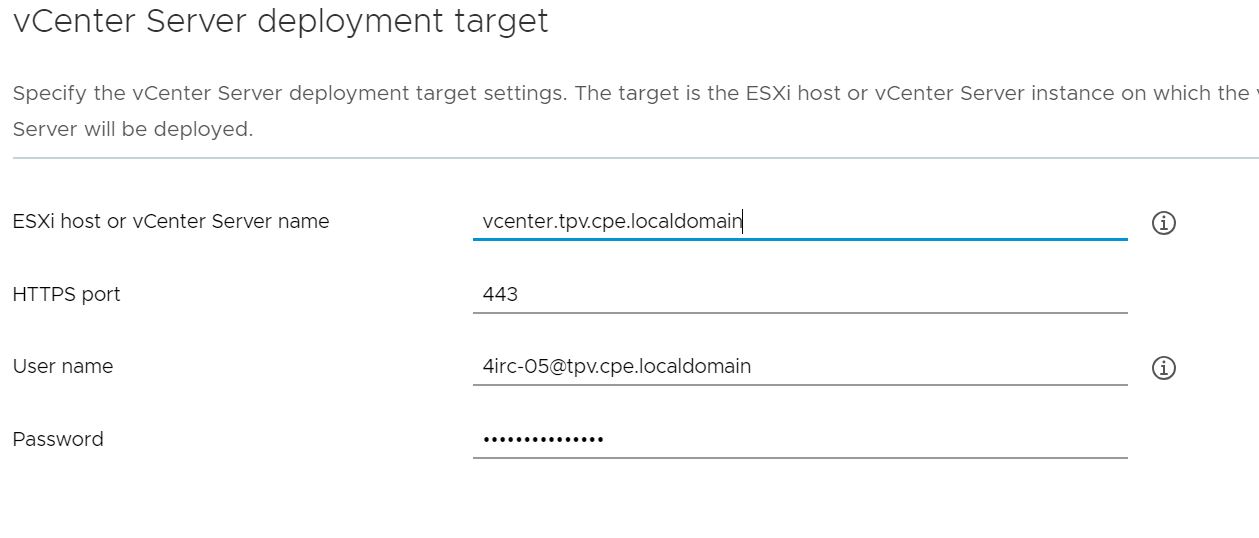 vCenter Server deployment target
Specify the vCenter Server deployment target settings. The target is the ESXi host or vCenter Server instance on which the
Server will be deployed.
ESXi host or vCenter Server name
vcenter.tpv.cpe.localdomain
HTTPS port
443
User name
4irc-05@tpv.cpe.localdomain
Password
•••••••••••••••